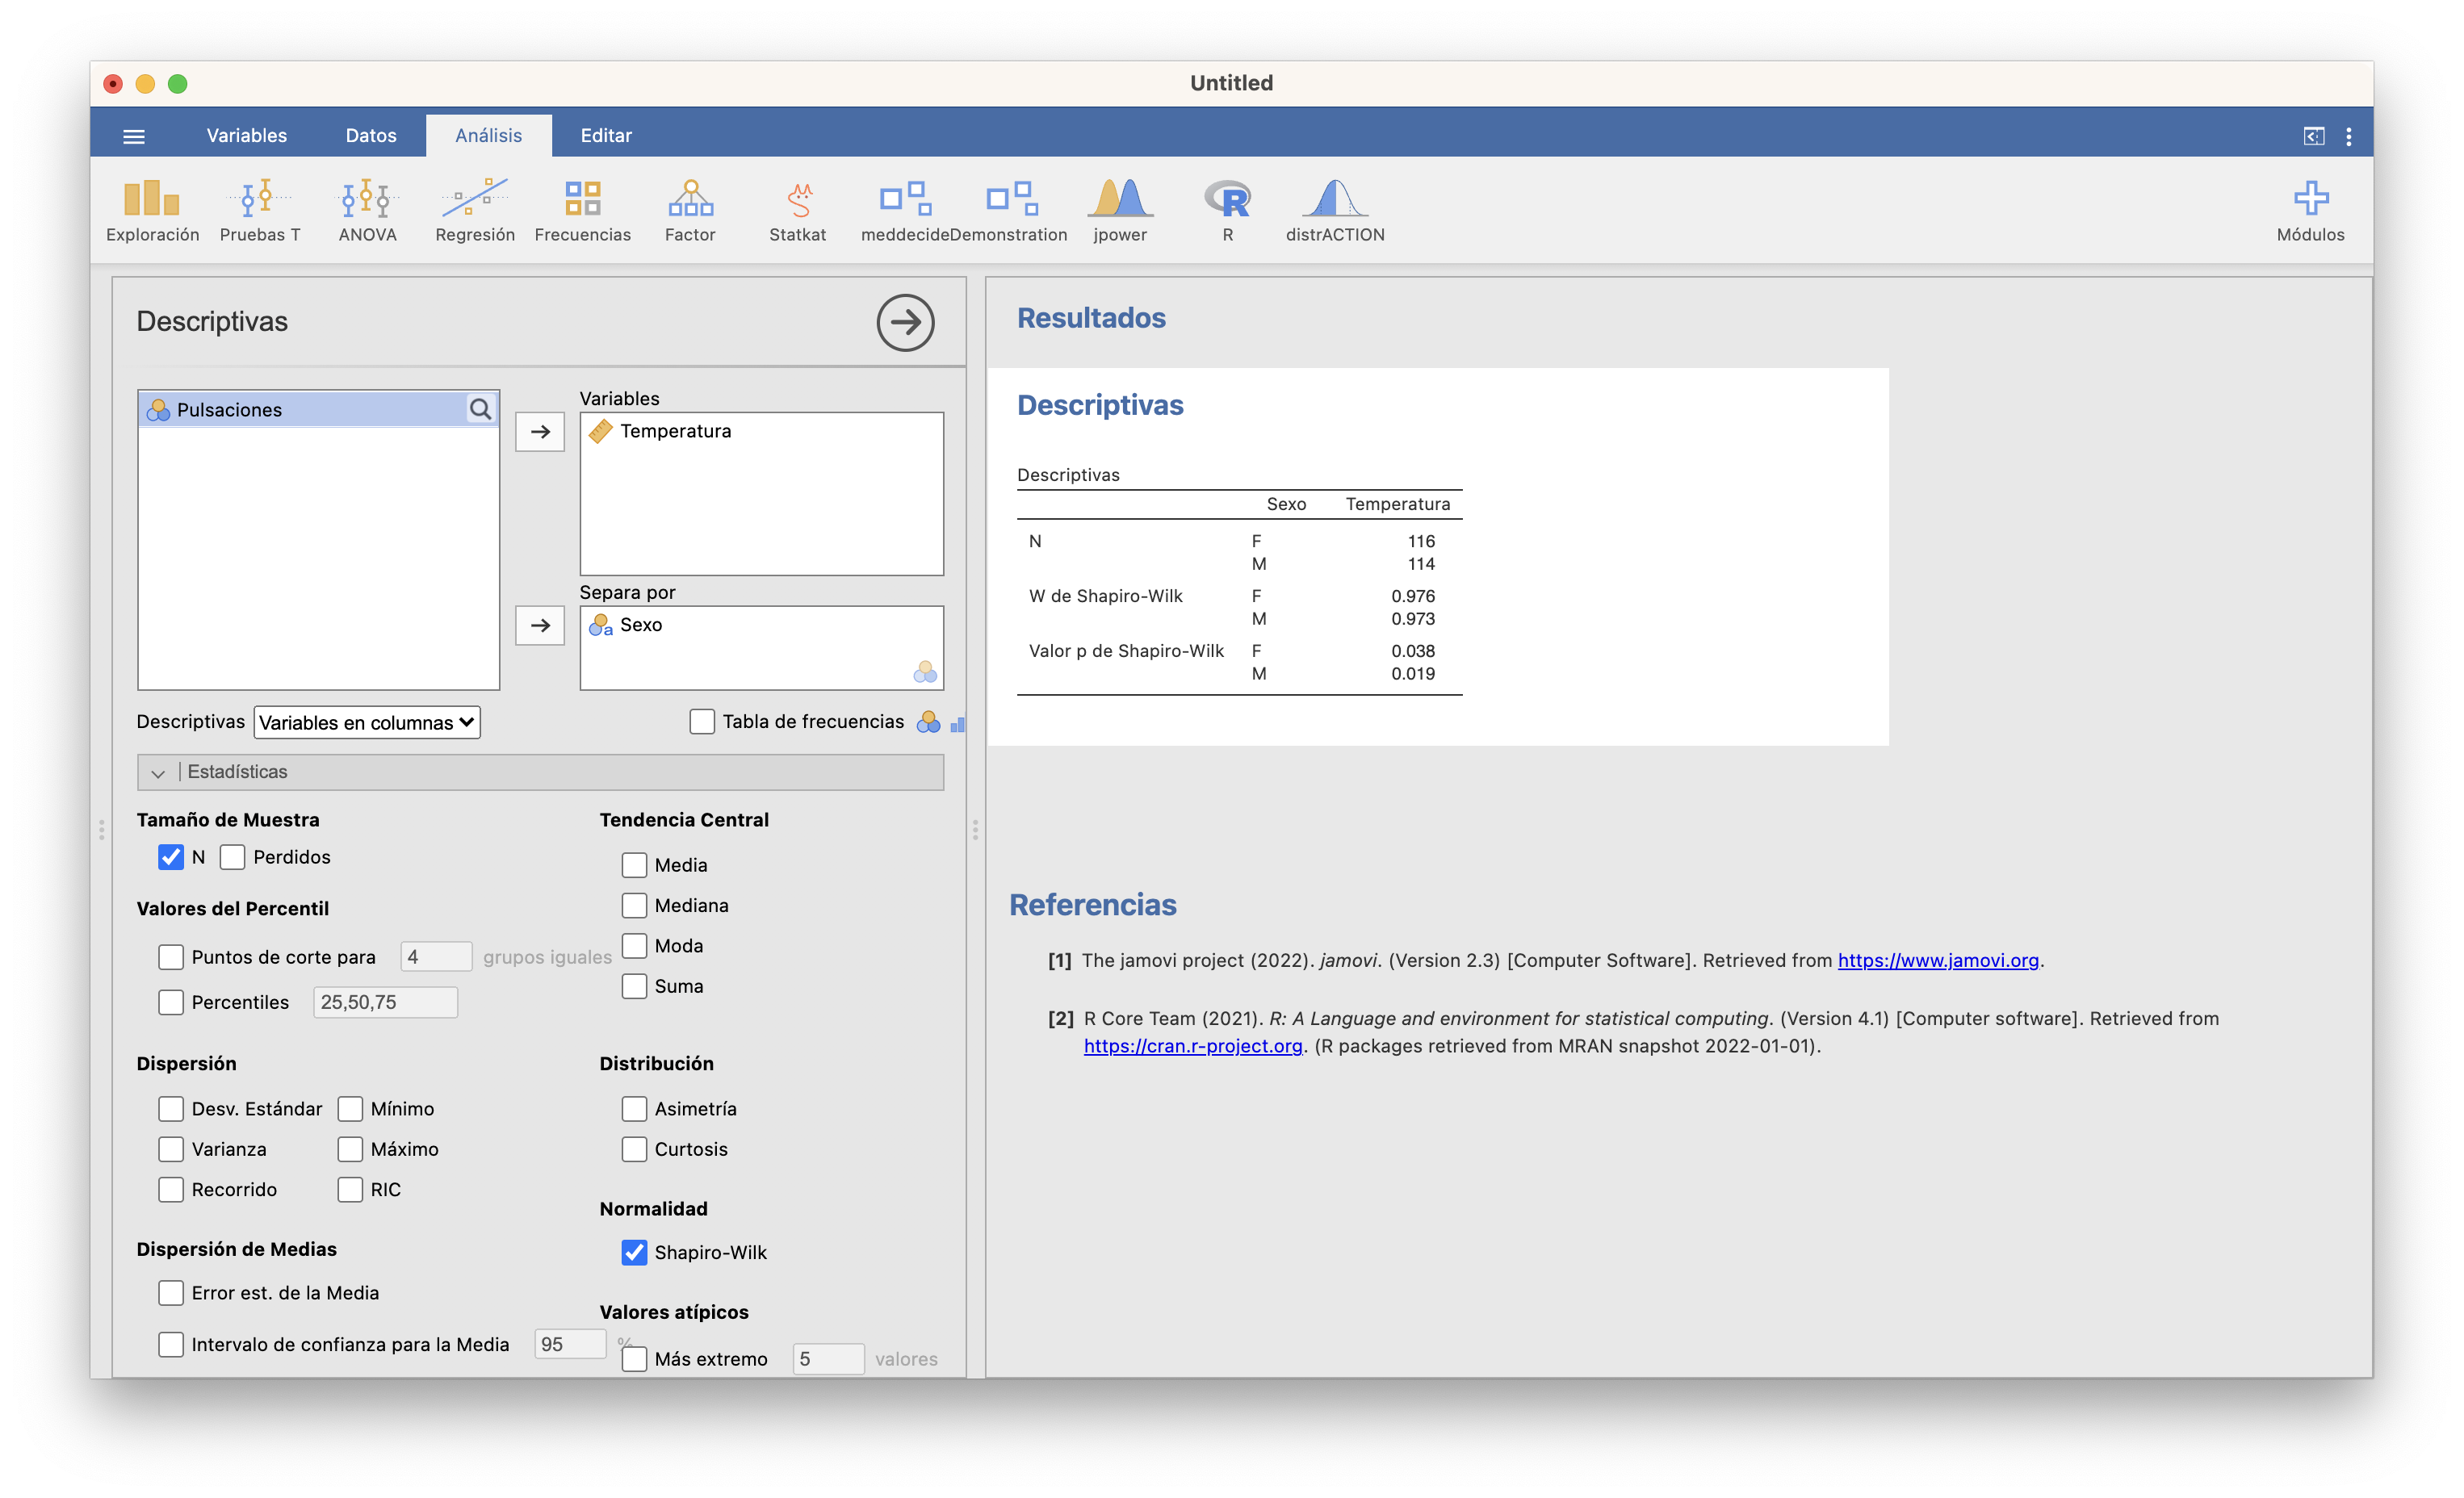 Untitled
Variables Datos Análisis Editar
Exploración Pruebas T ANOVA Regresión Frecuencias Factor Statkat meddecide Demonstration jpower R distrACTION Módulos
Descriptivas
Pulsaciones
Variables
Temperatura
Separa por
Sexo
Descriptivas Variables en columnas Tabla de frecuencias
Estadísticas
Tamaño de Muestra
N Perdidos
Valores del Percentil
Puntos de corte para 4 grupos iguales
Percentiles 25,50,75
Dispersión
Desv. Estándar Mínimo
Varianza Máximo
Recorrido RIC
Dispersión de Medias
Error est. de la Media
Intervalo de confianza para la Media 95 %
Tendencia Central
Media
Mediana
Moda
Suma
Distribución
Asimetría
Curtosis
Normalidad
Shapiro-Wilk
Valores atípicos
Más extremo 5 valores
Resultados
Descriptivas
Descriptivas
Sexo Temperatura
N F 116
M 114
W de Shapiro-Wilk F 0.976
M 0.973
Valor p de Shapiro-Wilk F 0.038
M 0.019
Referencias
[1] The jamovi project (2022). jamovi. (Version 2.3) [Computer Software]. Retrieved from https://www.jamovi.org.
[2] R Core Team (2021). R: A Language and environment for statistical computing. (Version 4.1) [Computer software]. Retrieved from
https://cran.r-project.org. (R packages retrieved from MRAN snapshot 2022-01-01).